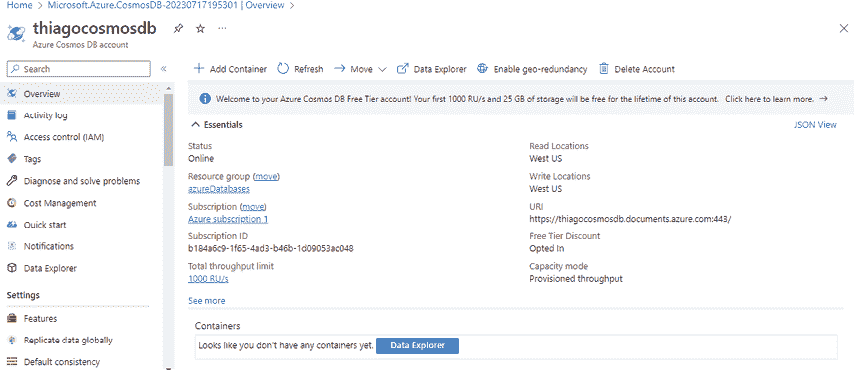 Home > Microsoft.Azure.CosmosDB-20230717195301 | Overview >
thiagocosmosdb
Azure Cosmos DB account
Search
Add Container Refresh Move Data Explorer Enable geo-redundancy Delete Account
Overview
Activity log
Access control (IAM)
Tags
Diagnose and solve problems
Cost Management
Quick start
Notifications
Data Explorer
Settings
Features
Replicate data globally
Default consistency
Welcome to your Azure Cosmos DB Free Tier account! Your first 1000 RU/s and 25 GB of storage will be free for the lifetime of this account. Click here to learn more.
Essentials
JSON View
Status
Online
Resource group (move)
azureDatabases
Subscription (move)
Azure subscription 1
Subscription ID
b184a6c9-1f65-4ad3-b46b-1d09053ac048
Total throughput limit
1000 RU/s
See more
Read Locations
West US
Write Locations
West US
URI
https://thiagocosmosdb.documents.azure.com:443/
Free Tier Discount
Opted In
Capacity mode
Provisioned throughput
Containers
Looks like you don't have any containers yet. Data Explorer